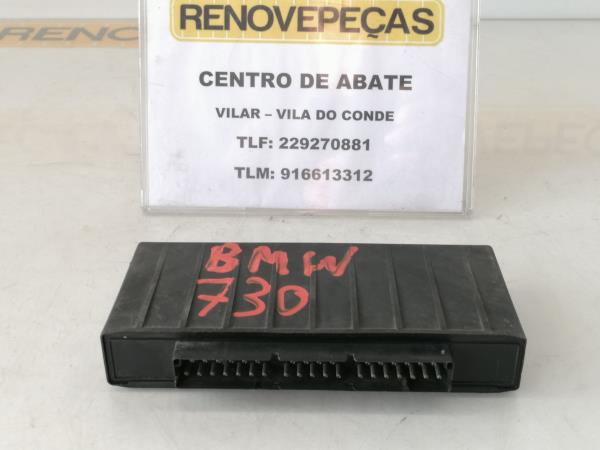 RENOVEPEÇAS
CENTRO DE ABATE
VILAR – VILA DO CONDE
TLF: 229270881
TLM: 916613312
BMW
730